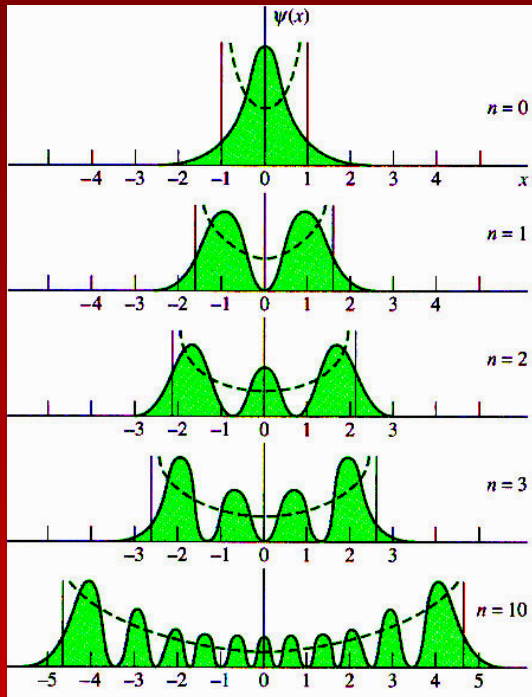 ψ(x)
n = 0
−4 −3 −2 −1 0 1 2 3 4 x
n = 1
−4 −3 −2 −1 0 1 2 3 4
n = 2
−3 −2 −1 0 1 2 3
n = 3
−3 −2 −1 0 1 2 3
n = 10
−5 −4 −3 −2 −1 0 1 2 3 4 5